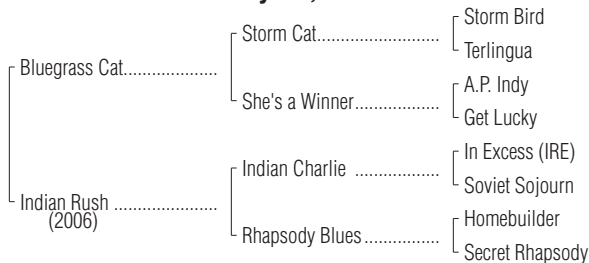 Storm Bird
Storm Cat....................
Terlingua
Bluegrass Cat....................
A.P. Indy
She's a Winner..................
Get Lucky
In Excess (IRE)
Indian Charlie ..................
Soviet Sojourn
Indian Rush ......................
(2006)
Homebuilder
Rhapsody Blues................
Secret Rhapsody